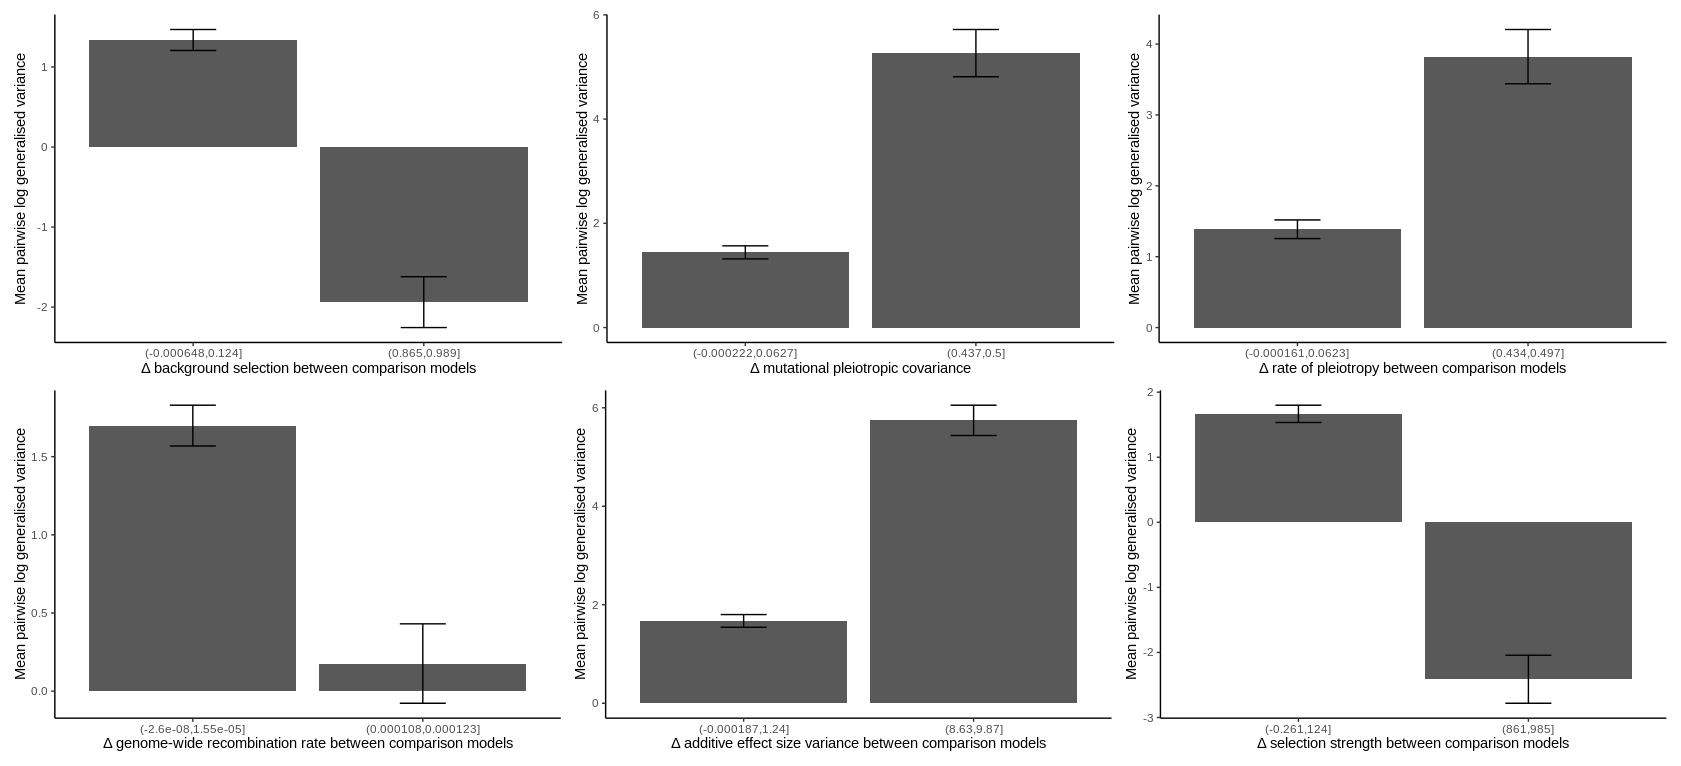 Mean pairwise log generalised variance
1
0
-1
-2
(-0.000648,0.124]
(0.865,0.989]
Δ background selection between comparison models
Mean pairwise log generalised variance
6
4
2
0
(-0.000222,0.0627]
(0.437,0.5]
Δ mutational pleiotropic covariance
Mean pairwise log generalised variance
4
3
2
1
0
(-0.000161,0.0623]
(0.434,0.497]
Δ rate of pleiotropy between comparison models
Mean pairwise log generalised variance
1.5
1.0
0.5
0.0
(-2.6e-08,1.55e-05]
(0.000108,0.000123]
Δ genome-wide recombination rate between comparison models
Mean pairwise log generalised variance
6
4
2
0
(-0.000187,1.24]
(8.63,9.87]
Δ additive effect size variance between comparison models
Mean pairwise log generalised variance
2
1
0
-1
-2
-3
(-0.261,124]
(861,985]
Δ selection strength between comparison models